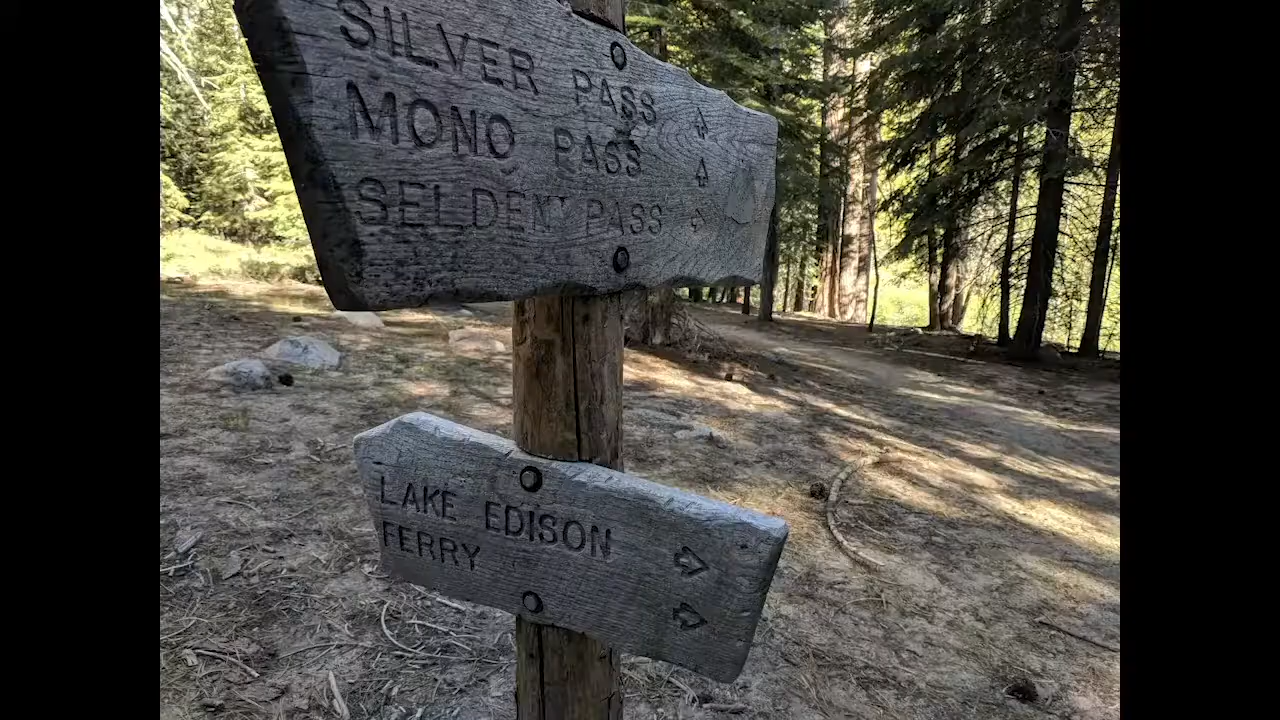 SILVER PASS
MONO PASS
SELDEN PASS
LAKE EDISON
FERRY